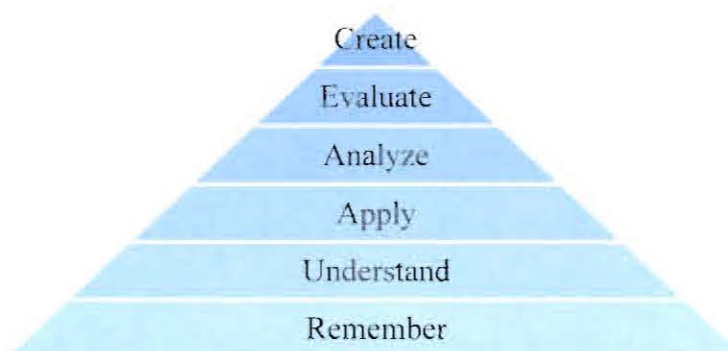 Create
Evaluate
Analyze
Apply
Understand
Remember